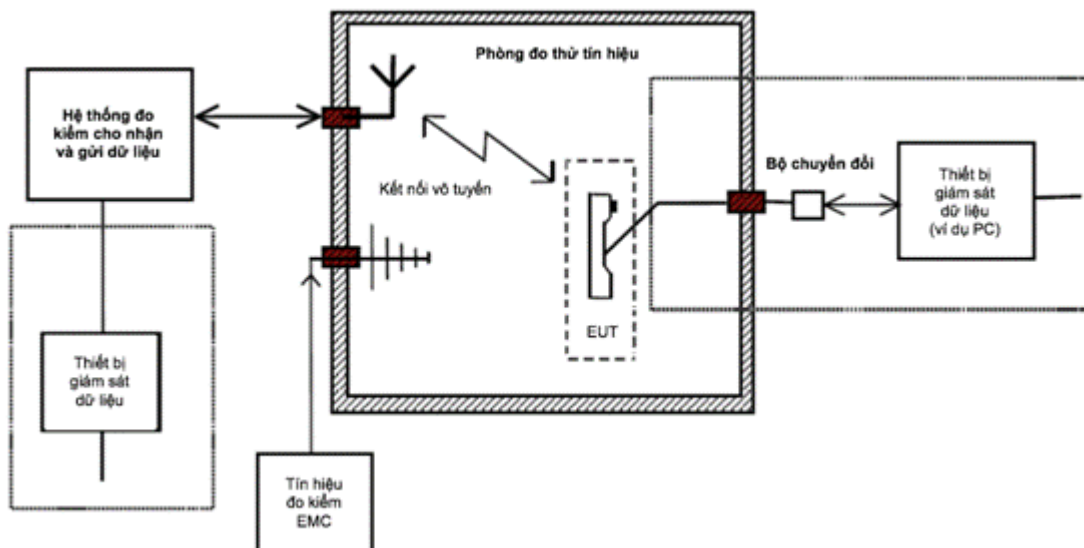 Phòng đo thử tín hiệu
Hệ thống đo
kiểm cho nhận
và gửi dữ liệu
Kết nối vô tuyến
Bộ chuyển đổi
Thiết bị
giám sát
dữ liệu
(ví dụ PC)
EUT
Thiết bị
giám sát
dữ liệu
Tín hiệu
đo kiểm
EMC